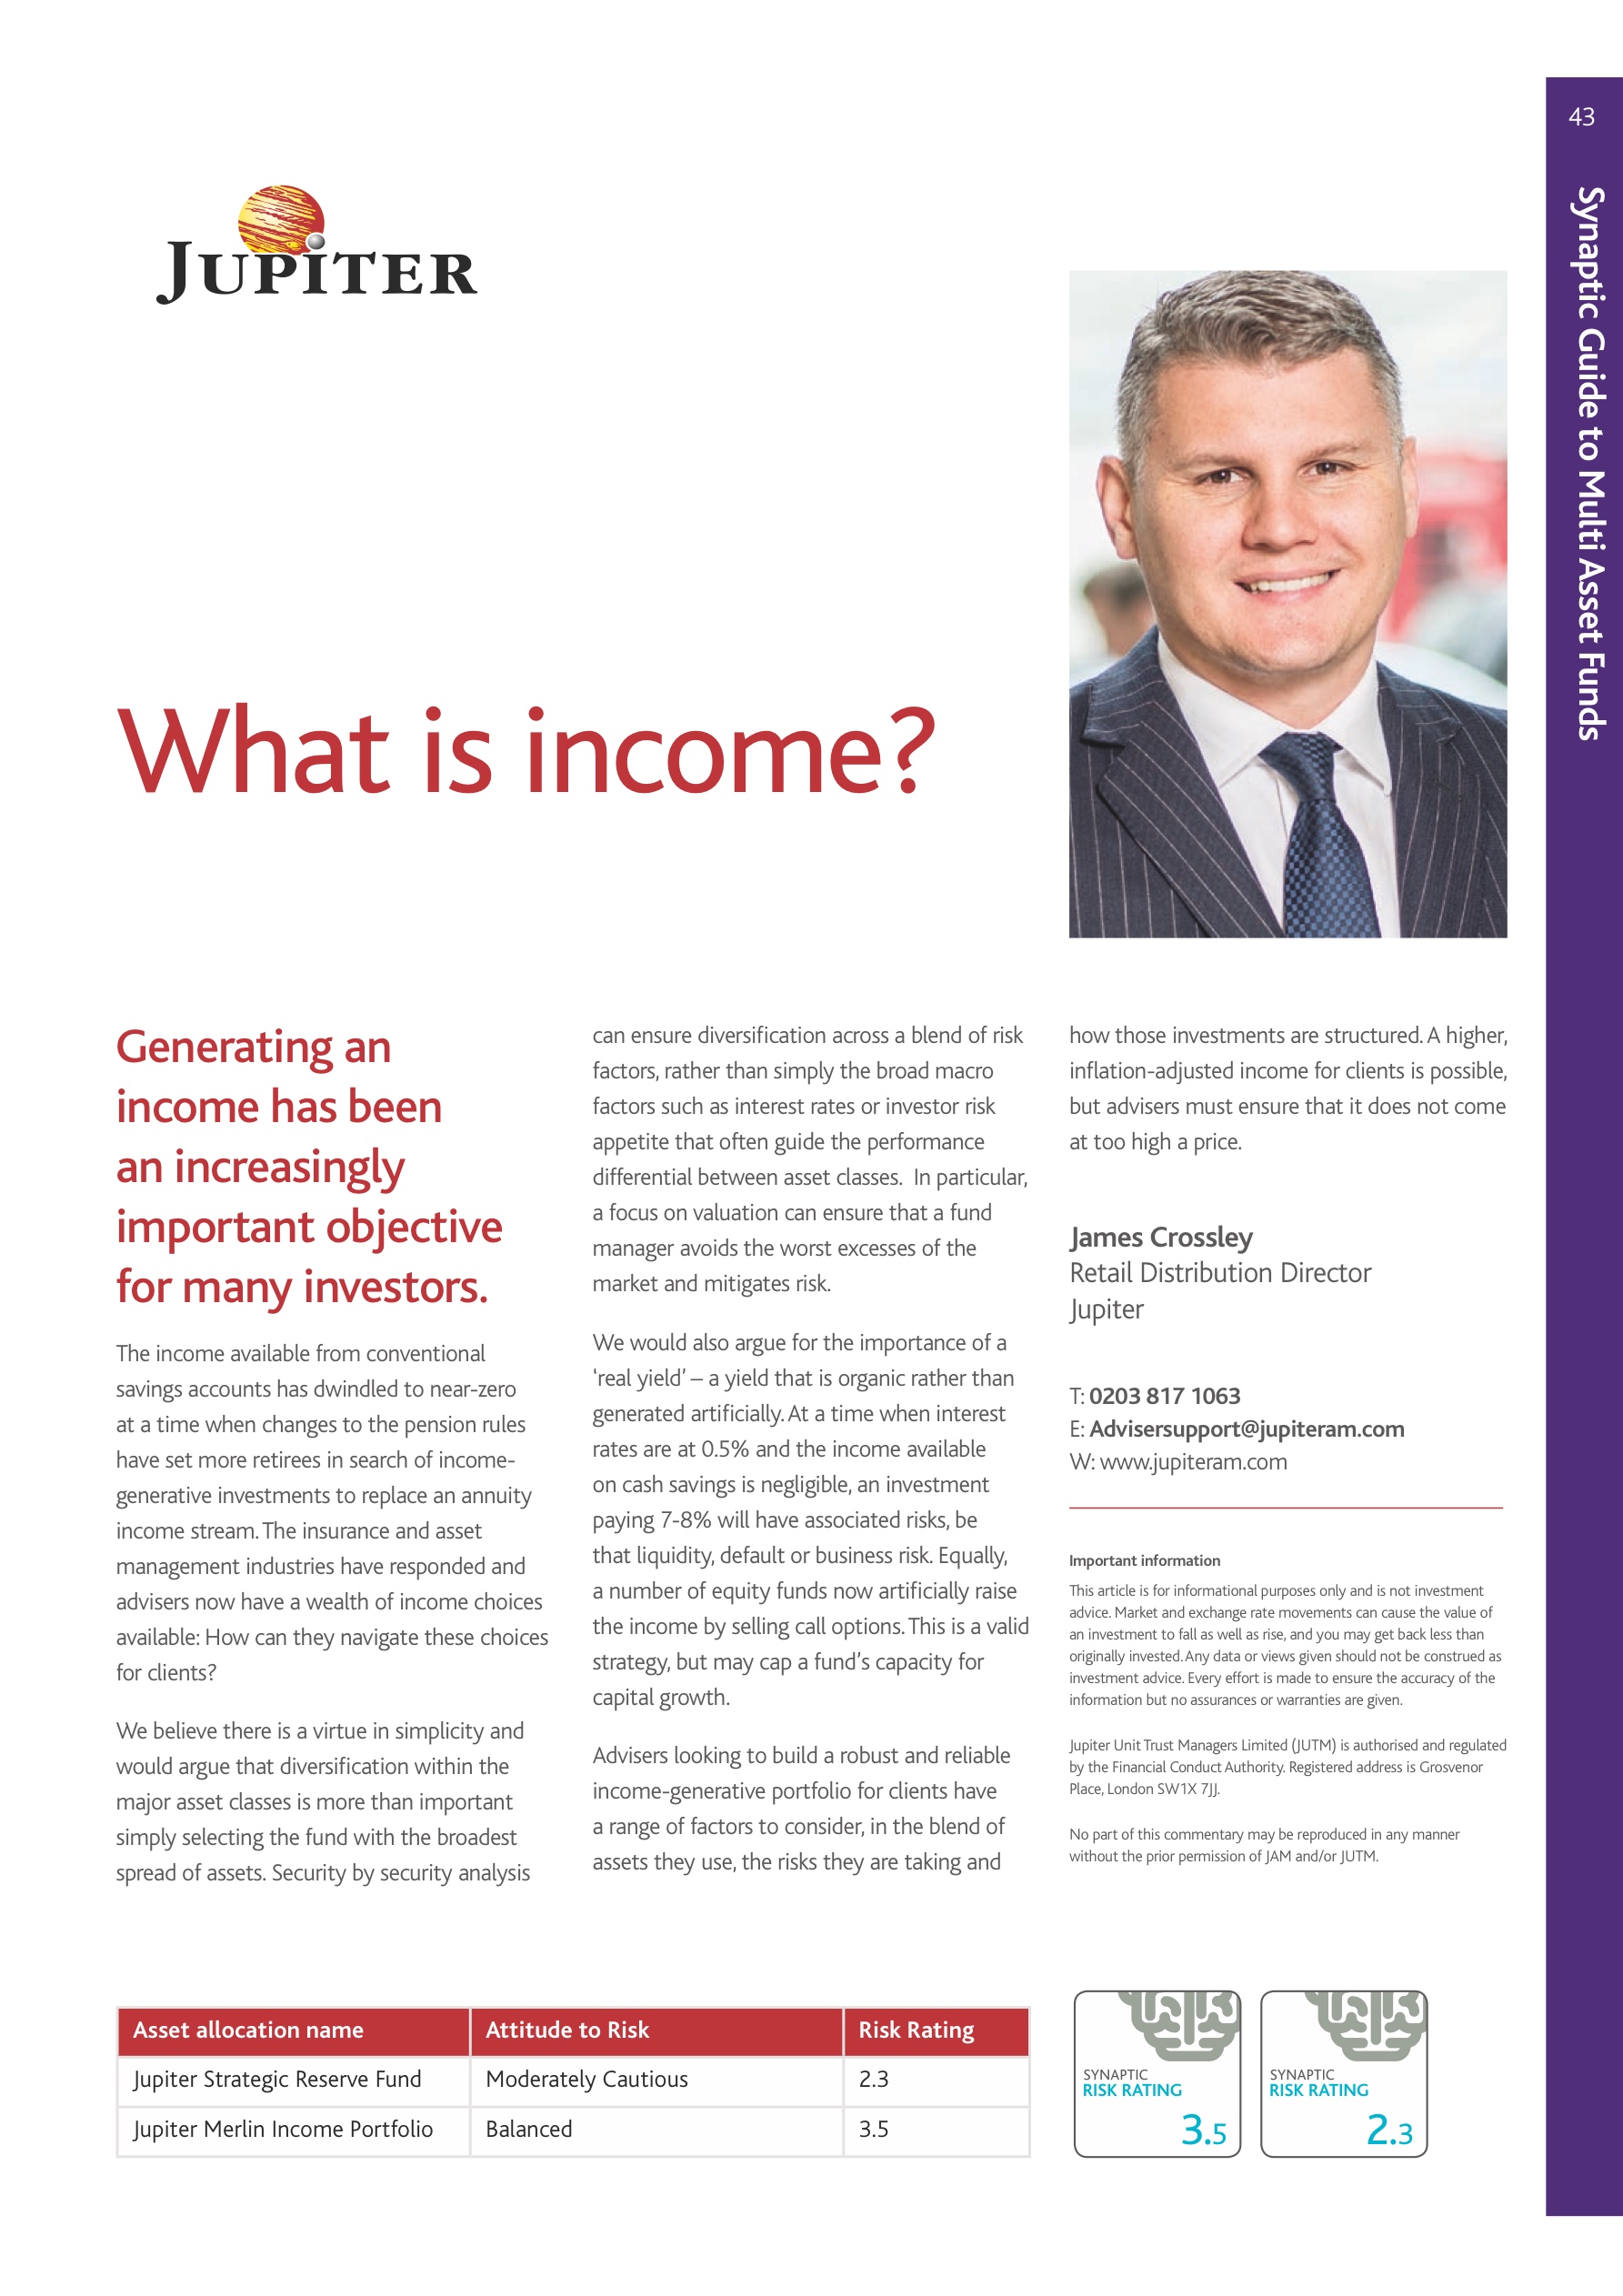 43
Synaptic Guide to Multi Asset Funds
JUPITER
What is income?
Generating an
income has been
an increasingly
important objective
for many investors.
The income available from conventional
savings accounts has dwindled to near-zero
at a time when changes to the pension rules
have set more retirees in search of income-
generative investments to replace an annuity
income stream. The insurance and asset
management industries have responded and
advisers now have a wealth of income choices
available: How can they navigate these choices
for clients?
We believe there is a virtue in simplicity and
would argue that diversification within the
major asset classes is more than important
simply selecting the fund with the broadest
spread of assets. Security by security analysis
can ensure diversification across a blend of risk
factors, rather than simply the broad macro
factors such as interest rates or investor risk
appetite that often guide the performance
differential between asset classes. In particular,
a focus on valuation can ensure that a fund
manager avoids the worst excesses of the
market and mitigates risk.
We would also argue for the importance of a
‘real yield’ – a yield that is organic rather than
generated artificially. At a time when interest
rates are at 0.5% and the income available
on cash savings is negligible, an investment
paying 7-8% will have associated risks, be
that liquidity, default or business risk. Equally,
a number of equity funds now artificially raise
the income by selling call options. This is a valid
strategy, but may cap a fund’s capacity for
capital growth.
Advisers looking to build a robust and reliable
income-generative portfolio for clients have
a range of factors to consider, in the blend of
assets they use, the risks they are taking and
how those investments are structured. A higher,
inflation-adjusted income for clients is possible,
but advisers must ensure that it does not come
at too high a price.
James Crossley
Retail Distribution Director
Jupiter
T: 0203 817 1063
E: Advisersupport@jupiteram.com
W: www.jupiteram.com
Important information
This article is for informational purposes only and is not investment
advice. Market and exchange rate movements can cause the value of
an investment to fall as well as rise, and you may get back less than
originally invested. Any data or views given should not be construed as
investment advice. Every effort is made to ensure the accuracy of the
information but no assurances or warranties are given.
Jupiter Unit Trust Managers Limited (JUTM) is authorised and regulated
by the Financial Conduct Authority. Registered address is Grosvenor
Place, London SW1X 7JJ.
No part of this commentary may be reproduced in any manner
without the prior permission of JAM and/or JUTM.
Asset allocation name Attitude to Risk Risk Rating
Jupiter Strategic Reserve Fund Moderately Cautious 2.3
Jupiter Merlin Income Portfolio Balanced 3.5
SYNAPTIC
RISK RATING
3.5
SYNAPTIC
RISK RATING
2.3